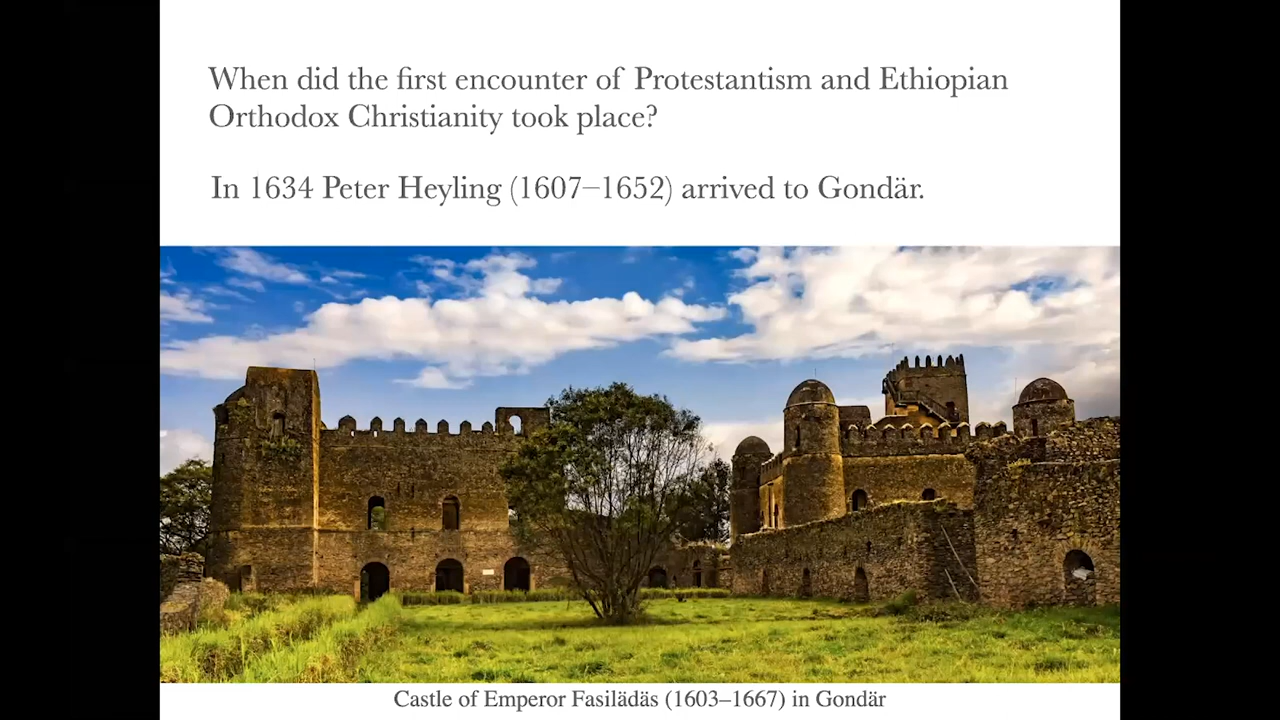 When did the first encounter of Protestantism and Ethiopian
Orthodox Christianity took place?
In 1634 Peter Heyling (1607–1652) arrived to Gondär.
Castle of Emperor Fasilädäs (1603–1667) in Gondär